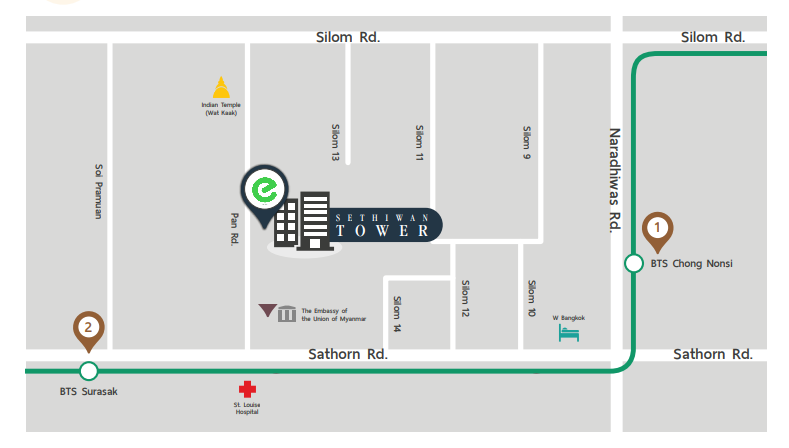 Silom Rd.
Silom Rd.
Indian Temple
(Wat Kaak)
Silom 13
Silom 11
Silom 9
Naradhiwas Rd.
Soi Pramuan
Pan Rd.
e
SETHIWAN
TOWER
1
BTS Chong Nonsi
The Embassy of
the Union of Myanmar
Silom 14
Silom 12
Silom 10
W Bangkok
2
Sathorn Rd.
Sathorn Rd.
BTS Surasak
St. Louise
Hospital